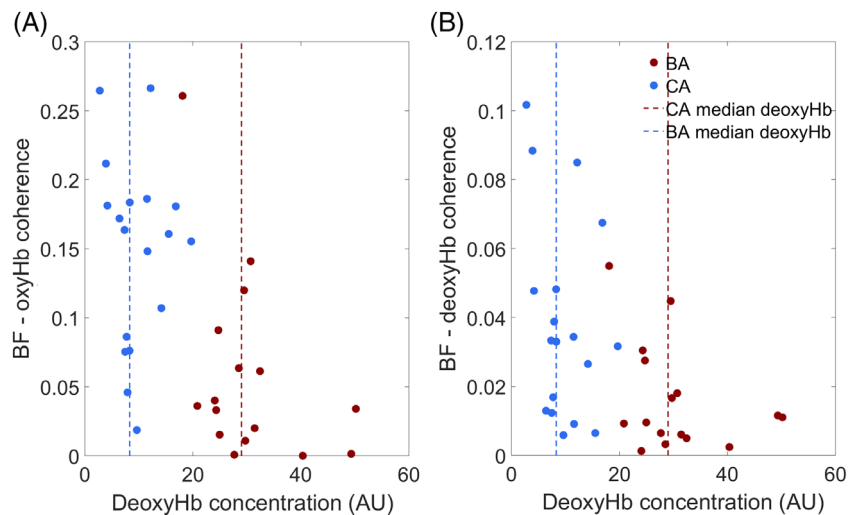 (A)
0.3
0.25
0.2
0.15
0.1
0.05
0
BF - oxyHb coherence
0 20 40 60
DeoxyHb concentration (AU)
(B)
0.12
0.1
0.08
0.06
0.04
0.02
0
BF - deoxyHb coherence
BA
CA
CA median deoxyHb
BA median deoxyHb
0 20 40 60
DeoxyHb concentration (AU)